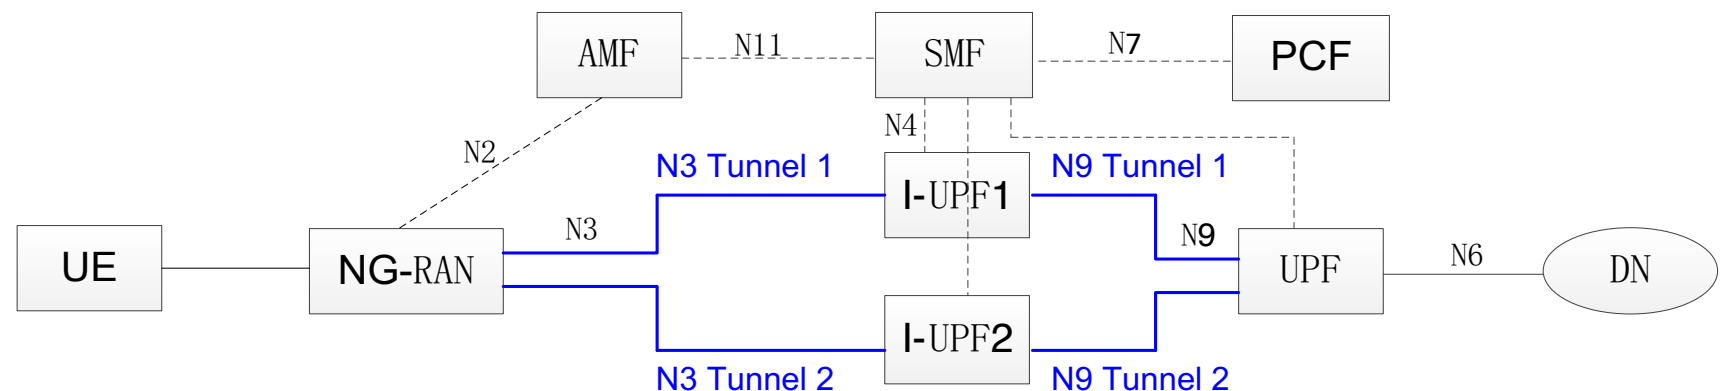 AMF
N11
SMF
N7
PCF
N2
N4
N3 Tunnel 1
I-UPF1
N9 Tunnel 1
UE
NG-RAN
N3
N9
UPF
N6
DN
I-UPF2
N3 Tunnel 2
N9 Tunnel 2